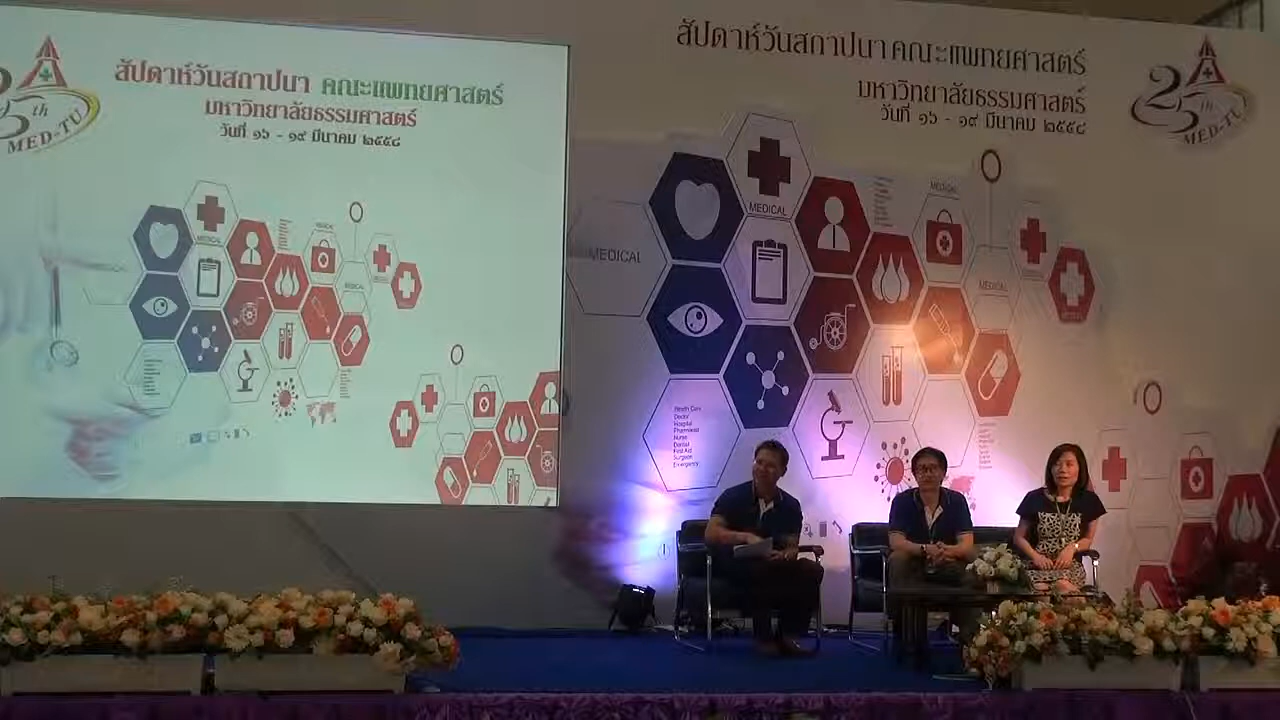 25th
MED-TU
สัปดาห์วันสถาปนา คณะแพทยศาสตร์
มหาวิทยาลัยธรรมศาสตร์
วันที่ ๑๖ - ๑๙ มีนาคม ๒๕๕๘
MEDICAL
MEDICAL
สัปดาห์วันสถาปนา คณะแพทยศาสตร์
มหาวิทยาลัยธรรมศาสตร์
วันที่ ๑๖ - ๑๙ มีนาคม ๒๕๕๘
25th
MED-TU
MEDICAL
MEDICAL
MEDICAL
MEDICAL
Health Care
Doctor
Hospital
Pharmacist
Nurse
Dental
First Aid
Surgeon
Emergency